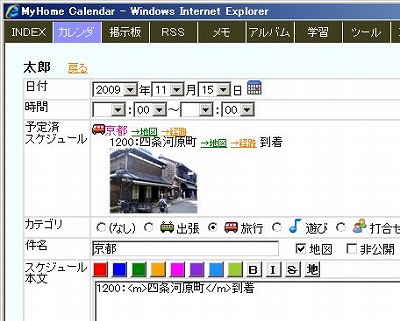 MyHome Calendar - Windows Internet Explorer
INDEX カレンダ 掲示板 RSS メモ アルバム 学習 ツール
太郎 戻る
日付 2009 年 11 月 15 日
時間 : 00 ～ : 00
予定済スケジュール 京都 →地図 →経路
1200:四条河原町 →地図 →経路 到着
カテゴリ (なし) 出張 旅行 遊び 打合せ
件名 京都 地図 非公開
スケジュール本文 B I S 地
1200:<m>四条河原町</m>到着